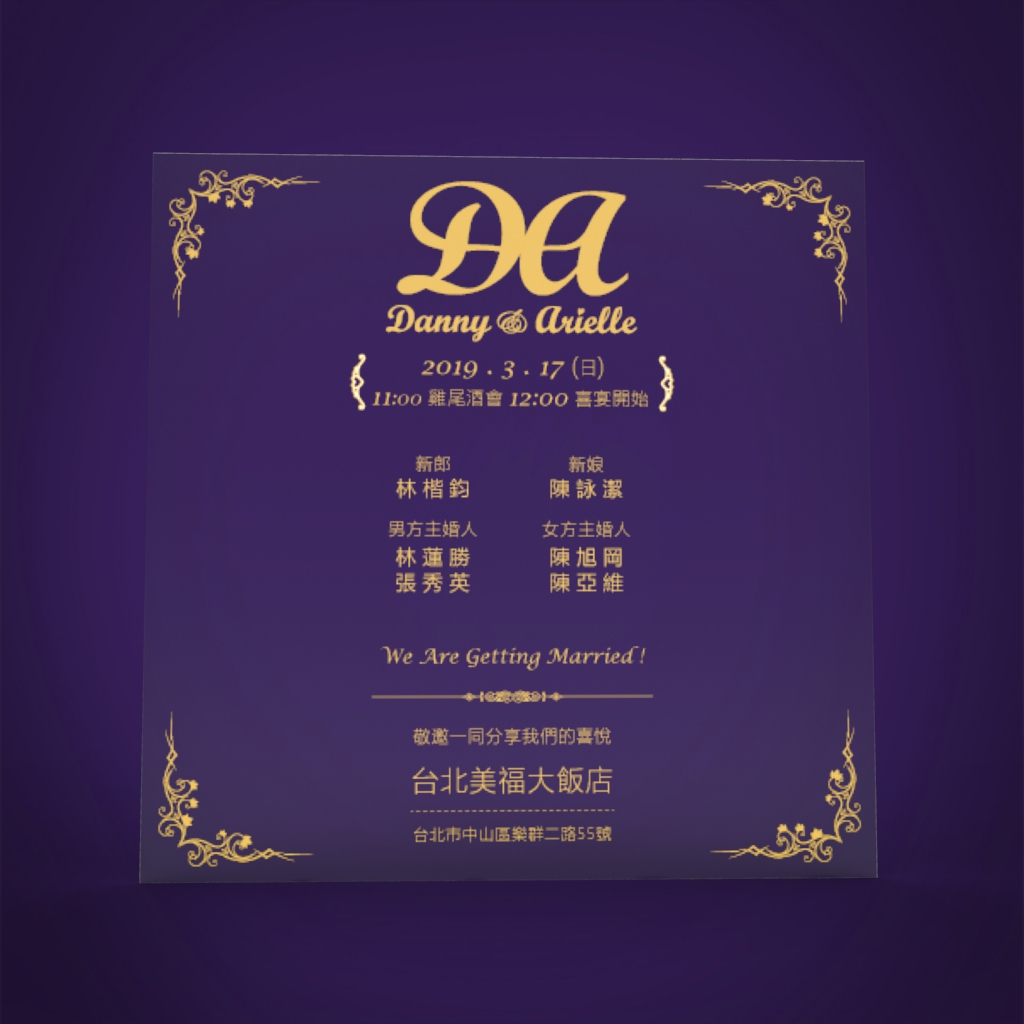 DA
Danny & Arielle
2019 . 3 . 17 (日)
11:00 雞尾酒會 12:00 喜宴開始
新郎 新娘
林楷鈞 陳詠潔
男方主婚人 女方主婚人
林蓮勝 陳旭岡
張秀英 陳亞維
We Are Getting Married !
敬邀一同分享我們的喜悅
台北美福大飯店
台北市中山區樂群二路55號